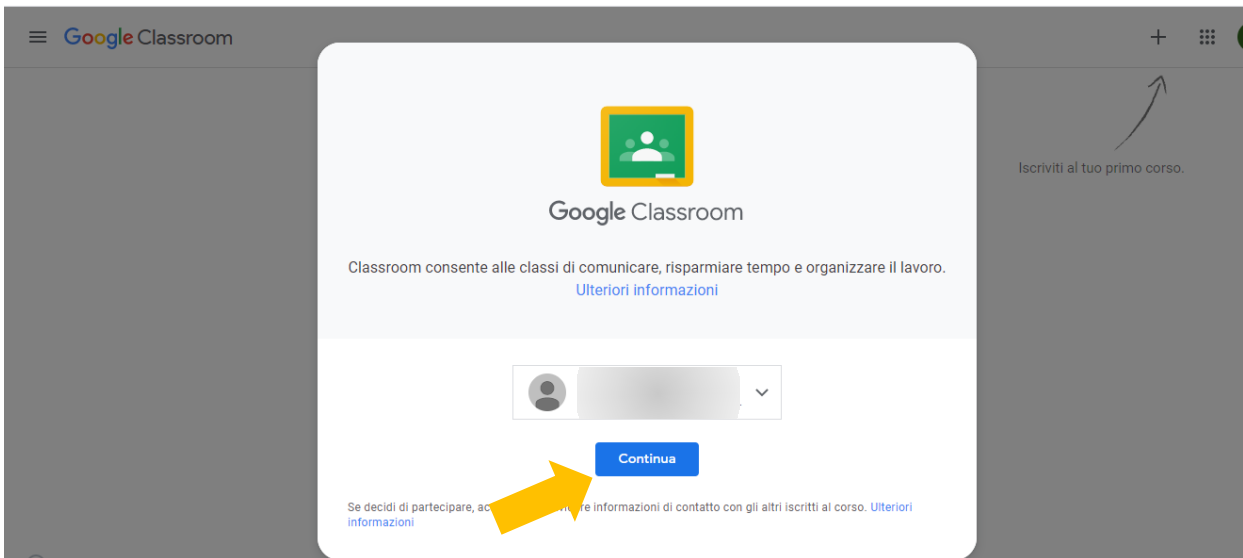 Google Classroom
Iscriviti al tuo primo corso.
Google Classroom
Classroom consente alle classi di comunicare, risparmiare tempo e organizzare il lavoro.
Ulteriori informazioni
Continua
Se decidi di partecipare, informazioni di contatto con gli altri iscritti al corso. Ulteriori
informazioni